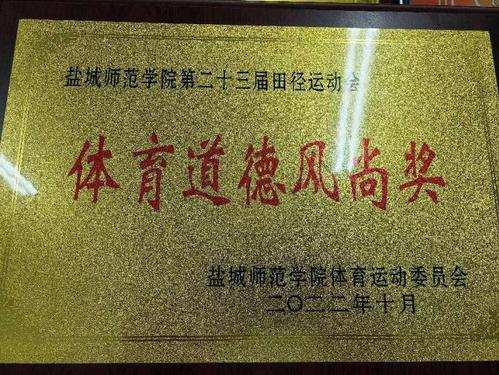 盐城师范学院第二十三届田径运动会
体育道德风尚奖
盐城师范学院体育运动委员会
二〇二二年十月